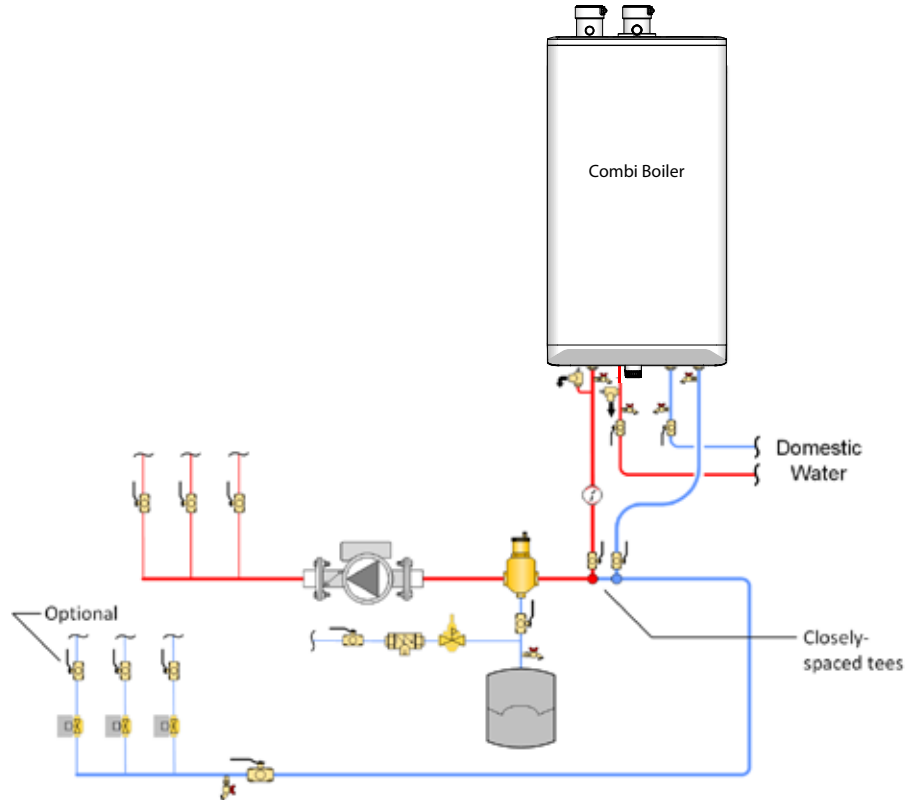 Combi Boiler
Domestic
Water
Optional
Closely-
spaced tees